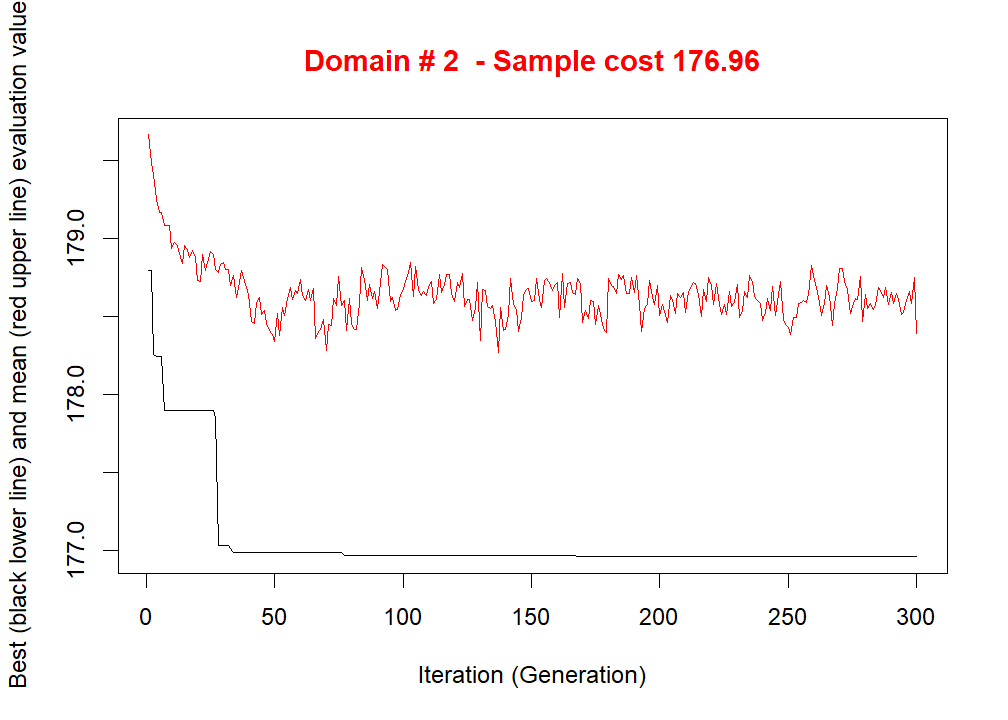 Domain # 2  - Sample cost 176.96
Best (black lower line) and mean (red upper line) evaluation value
179.0
178.0
177.0
0 50 100 150 200 250 300
Iteration (Generation)